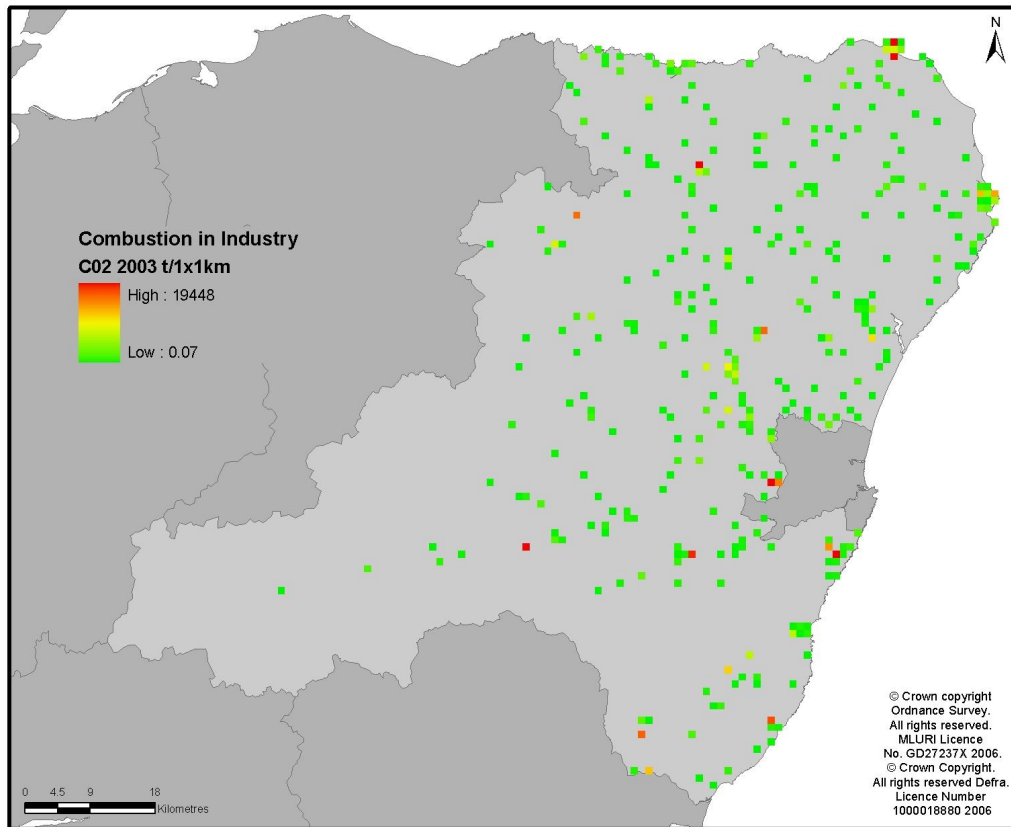 N
Combustion in Industry
C02 2003 t/1x1km
High : 19448
Low : 0.07
© Crown copyright
Ordnance Survey.
All rights reserved.
MLURI Licence
No. GD27237X 2006.
© Crown Copyright.
All rights reserved Defra.
Licence Number
1000018880 2006
0 4.5 9 18
Kilometres